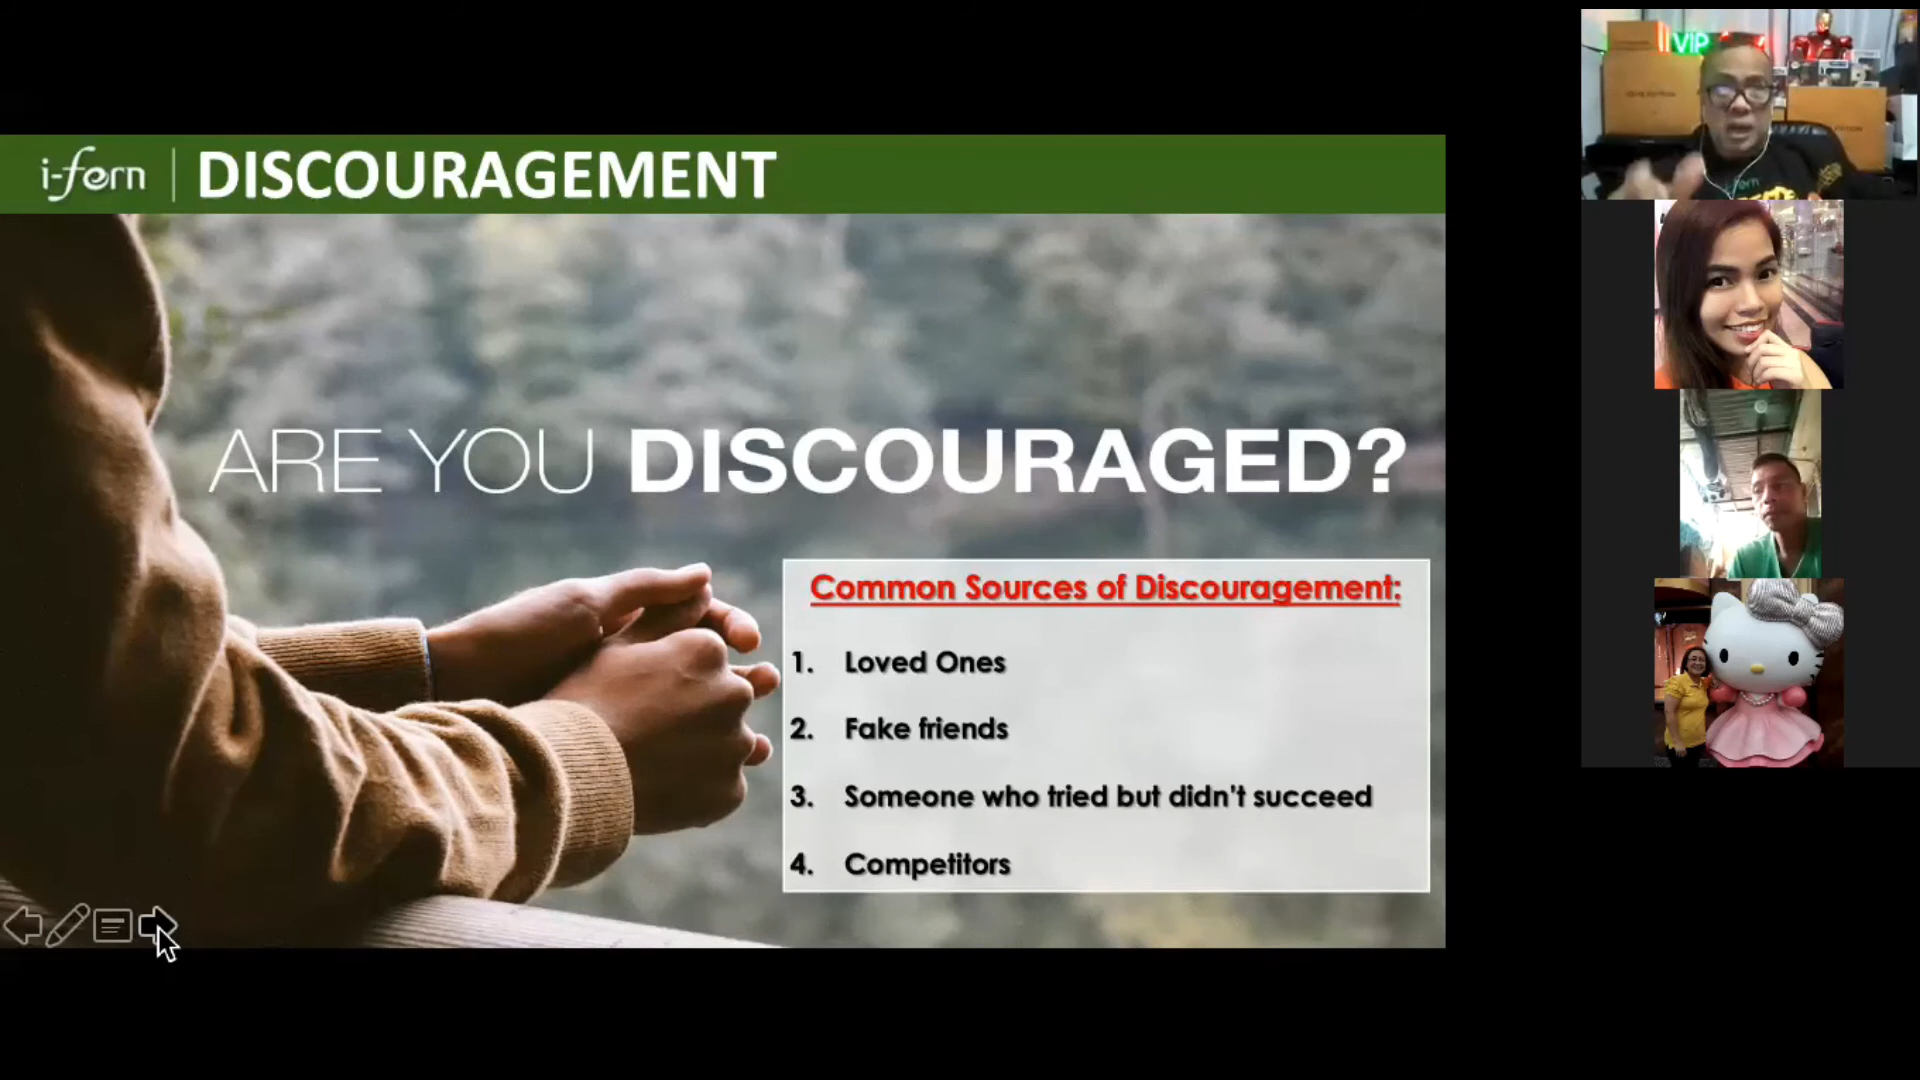 i-fern
DISCOURAGEMENT
ARE YOU DISCOURAGED?
Common Sources of Discouragement:
1. Loved Ones
2. Fake friends
3. Someone who tried but didn't succeed
4. Competitors
VIP
i-fern